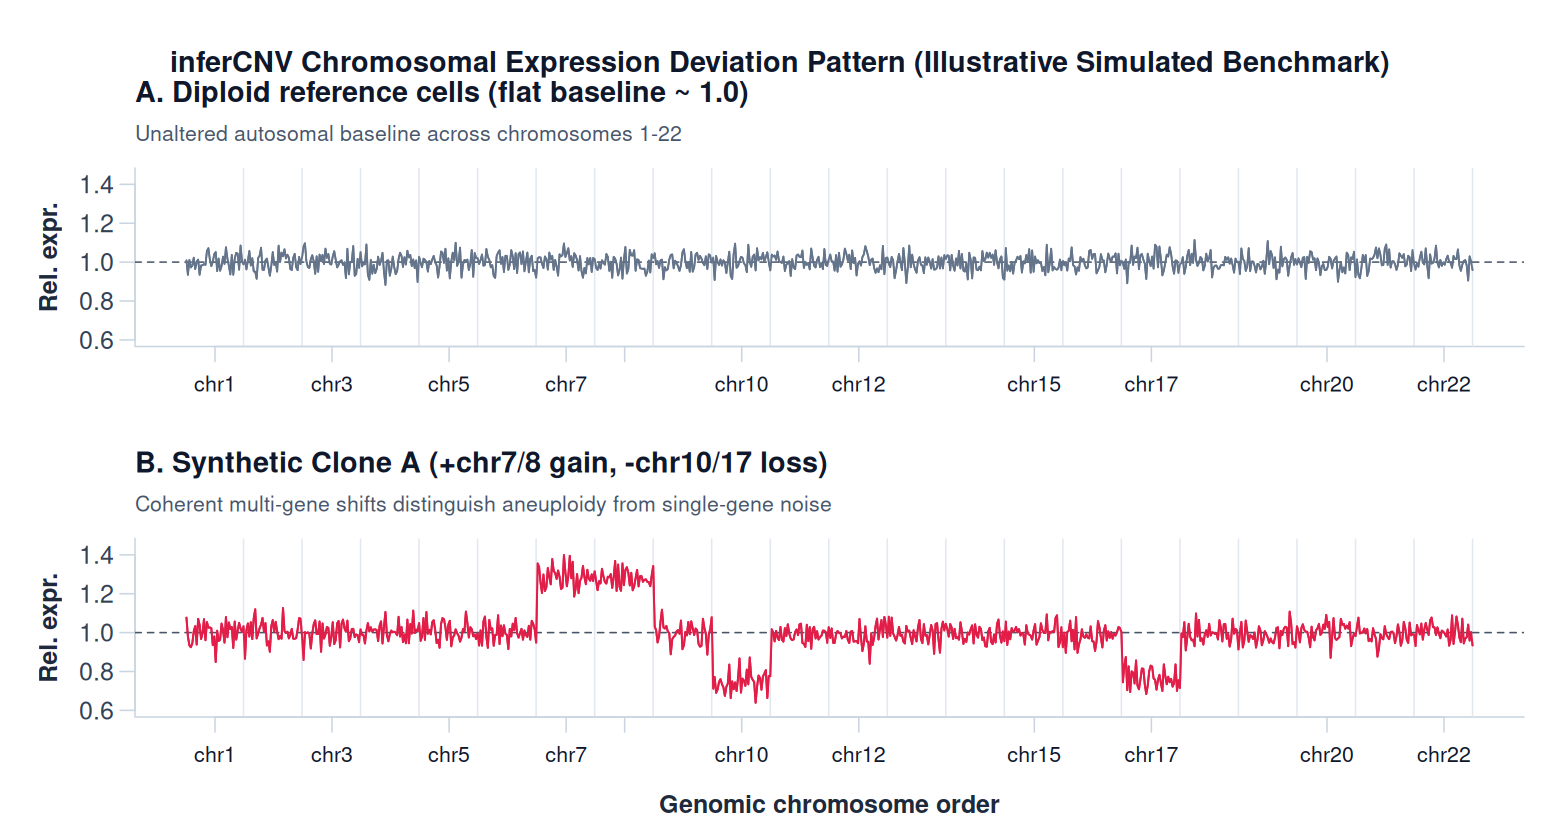 inferCNV Chromosomal Expression Deviation Pattern (Illustrative Simulated Benchmark)
A. Diploid reference cells (flat baseline ~ 1.0)
Unaltered autosomal baseline across chromosomes 1-22
Rel. expr.
1.4
1.2
1.0
0.8
0.6
chr1 chr3 chr5 chr7 chr10 chr12 chr15 chr17 chr20 chr22
B. Synthetic Clone A (+chr7/8 gain, -chr10/17 loss)
Coherent multi-gene shifts distinguish aneuploidy from single-gene noise
Rel. expr.
1.4
1.2
1.0
0.8
0.6
chr1 chr3 chr5 chr7 chr10 chr12 chr15 chr17 chr20 chr22
Genomic chromosome order